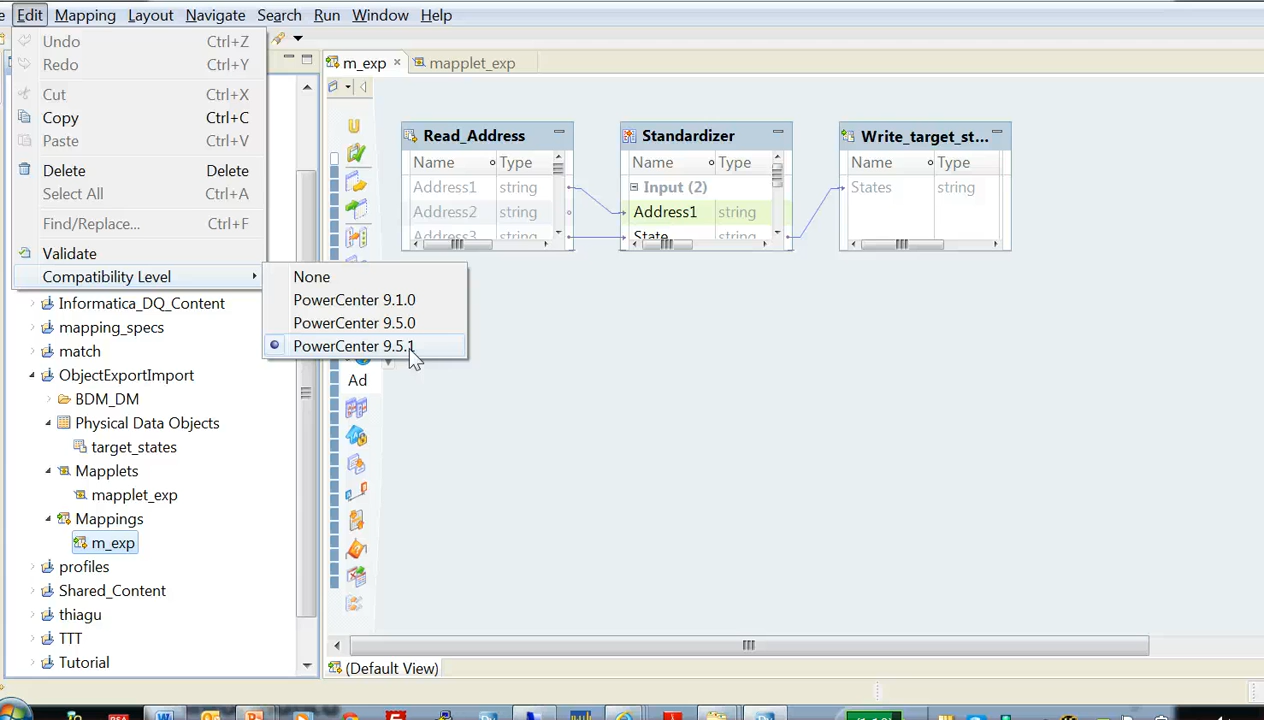 Edit Mapping Layout Navigate Search Run Window Help
Undo Ctrl+Z
Redo Ctrl+Y
Cut Ctrl+X
Copy Ctrl+C
Paste Ctrl+V
Delete Delete
Select All Ctrl+A
Find/Replace... Ctrl+F
Validate
Compatibility Level
None
PowerCenter 9.1.0
PowerCenter 9.5.0
PowerCenter 9.5.1
Informatica_DQ_Content
mapping_specs
match
ObjectExportImport
BDM_DM
Physical Data Objects
target_states
Mapplets
mapplet_exp
Mappings
m_exp
profiles
Shared_Content
thiagu
TTT
Tutorial
m_exp mapplet_exp
Ad
Read_Address
Name Type
Address1 string
Address2 string
Address3 string
Standardizer
Name Type
Input (2)
Address1 string
State string
Write_target_st...
Name Type
States string
(Default View)